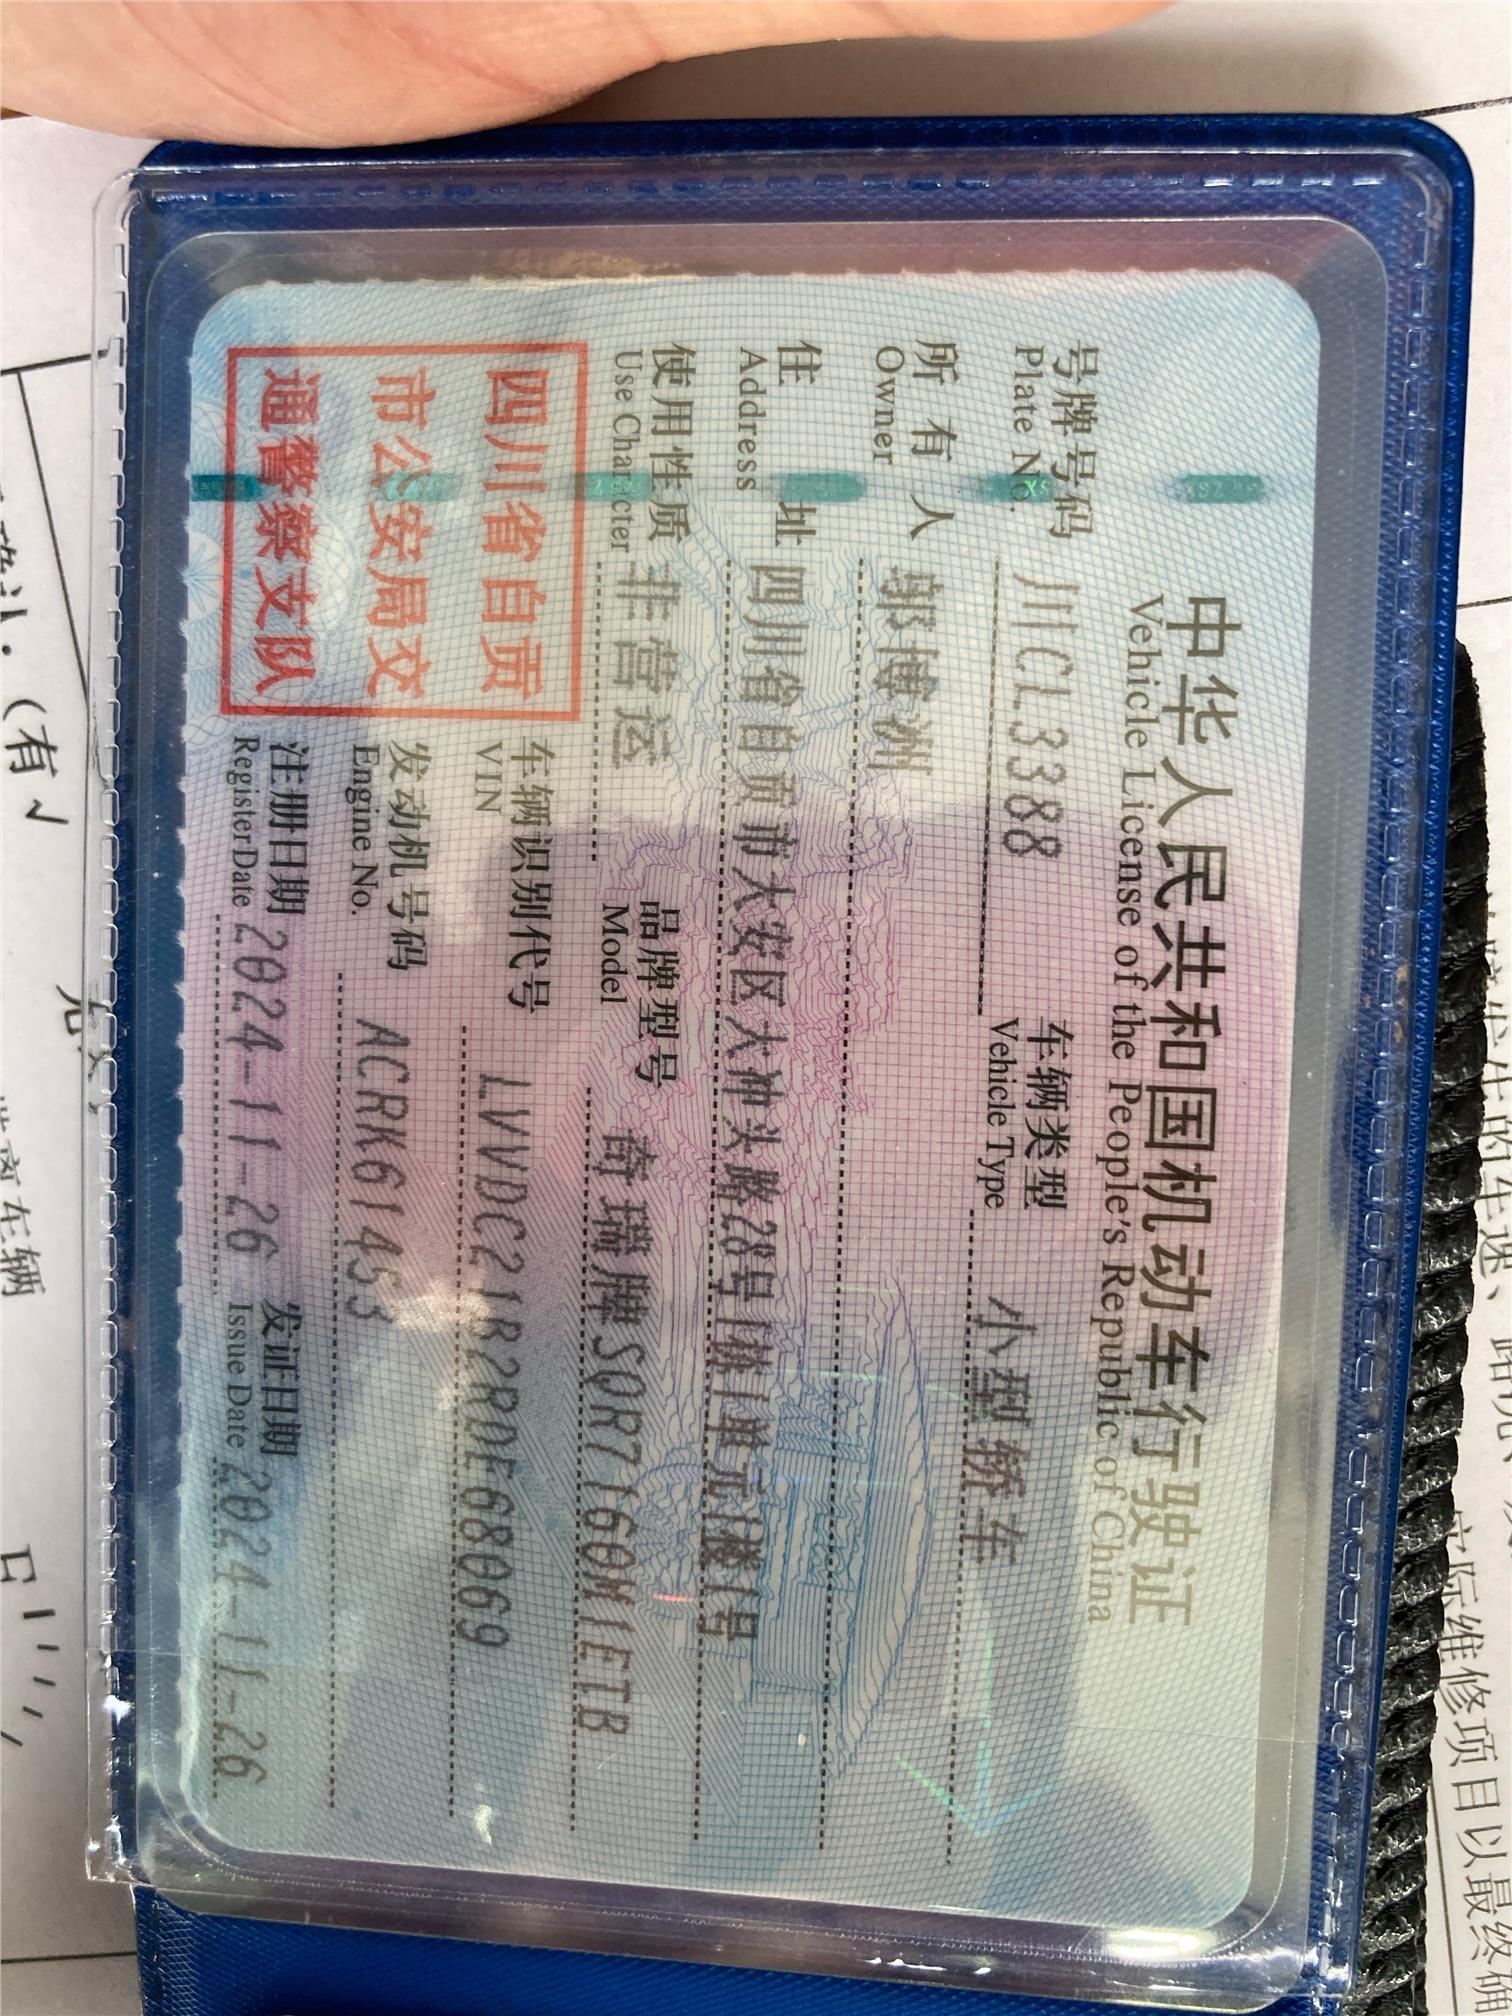 中华人民共和国机动车行驶证
Vehicle License of the People's Republic of China
号牌号码 川CL3388 车辆类型 小型轿车
Plate No. Vehicle Type
所有人 郭博洲
Owner
住址 四川省自贡市大安区大冲头路28号1幢1单元1楼1号
Address
使用性质 非营运 品牌型号 奇瑞牌SQR7160M1ETB
Use Character Model
四川省自贡
市公安局交
通警察支队
车辆识别代号 LVVDC21B2RDE68069
VIN
发动机号码 ACRK61453
Engine No.
注册日期 2024-11-26 发证日期 2024-11-26
Register Date Issue Date
(有√